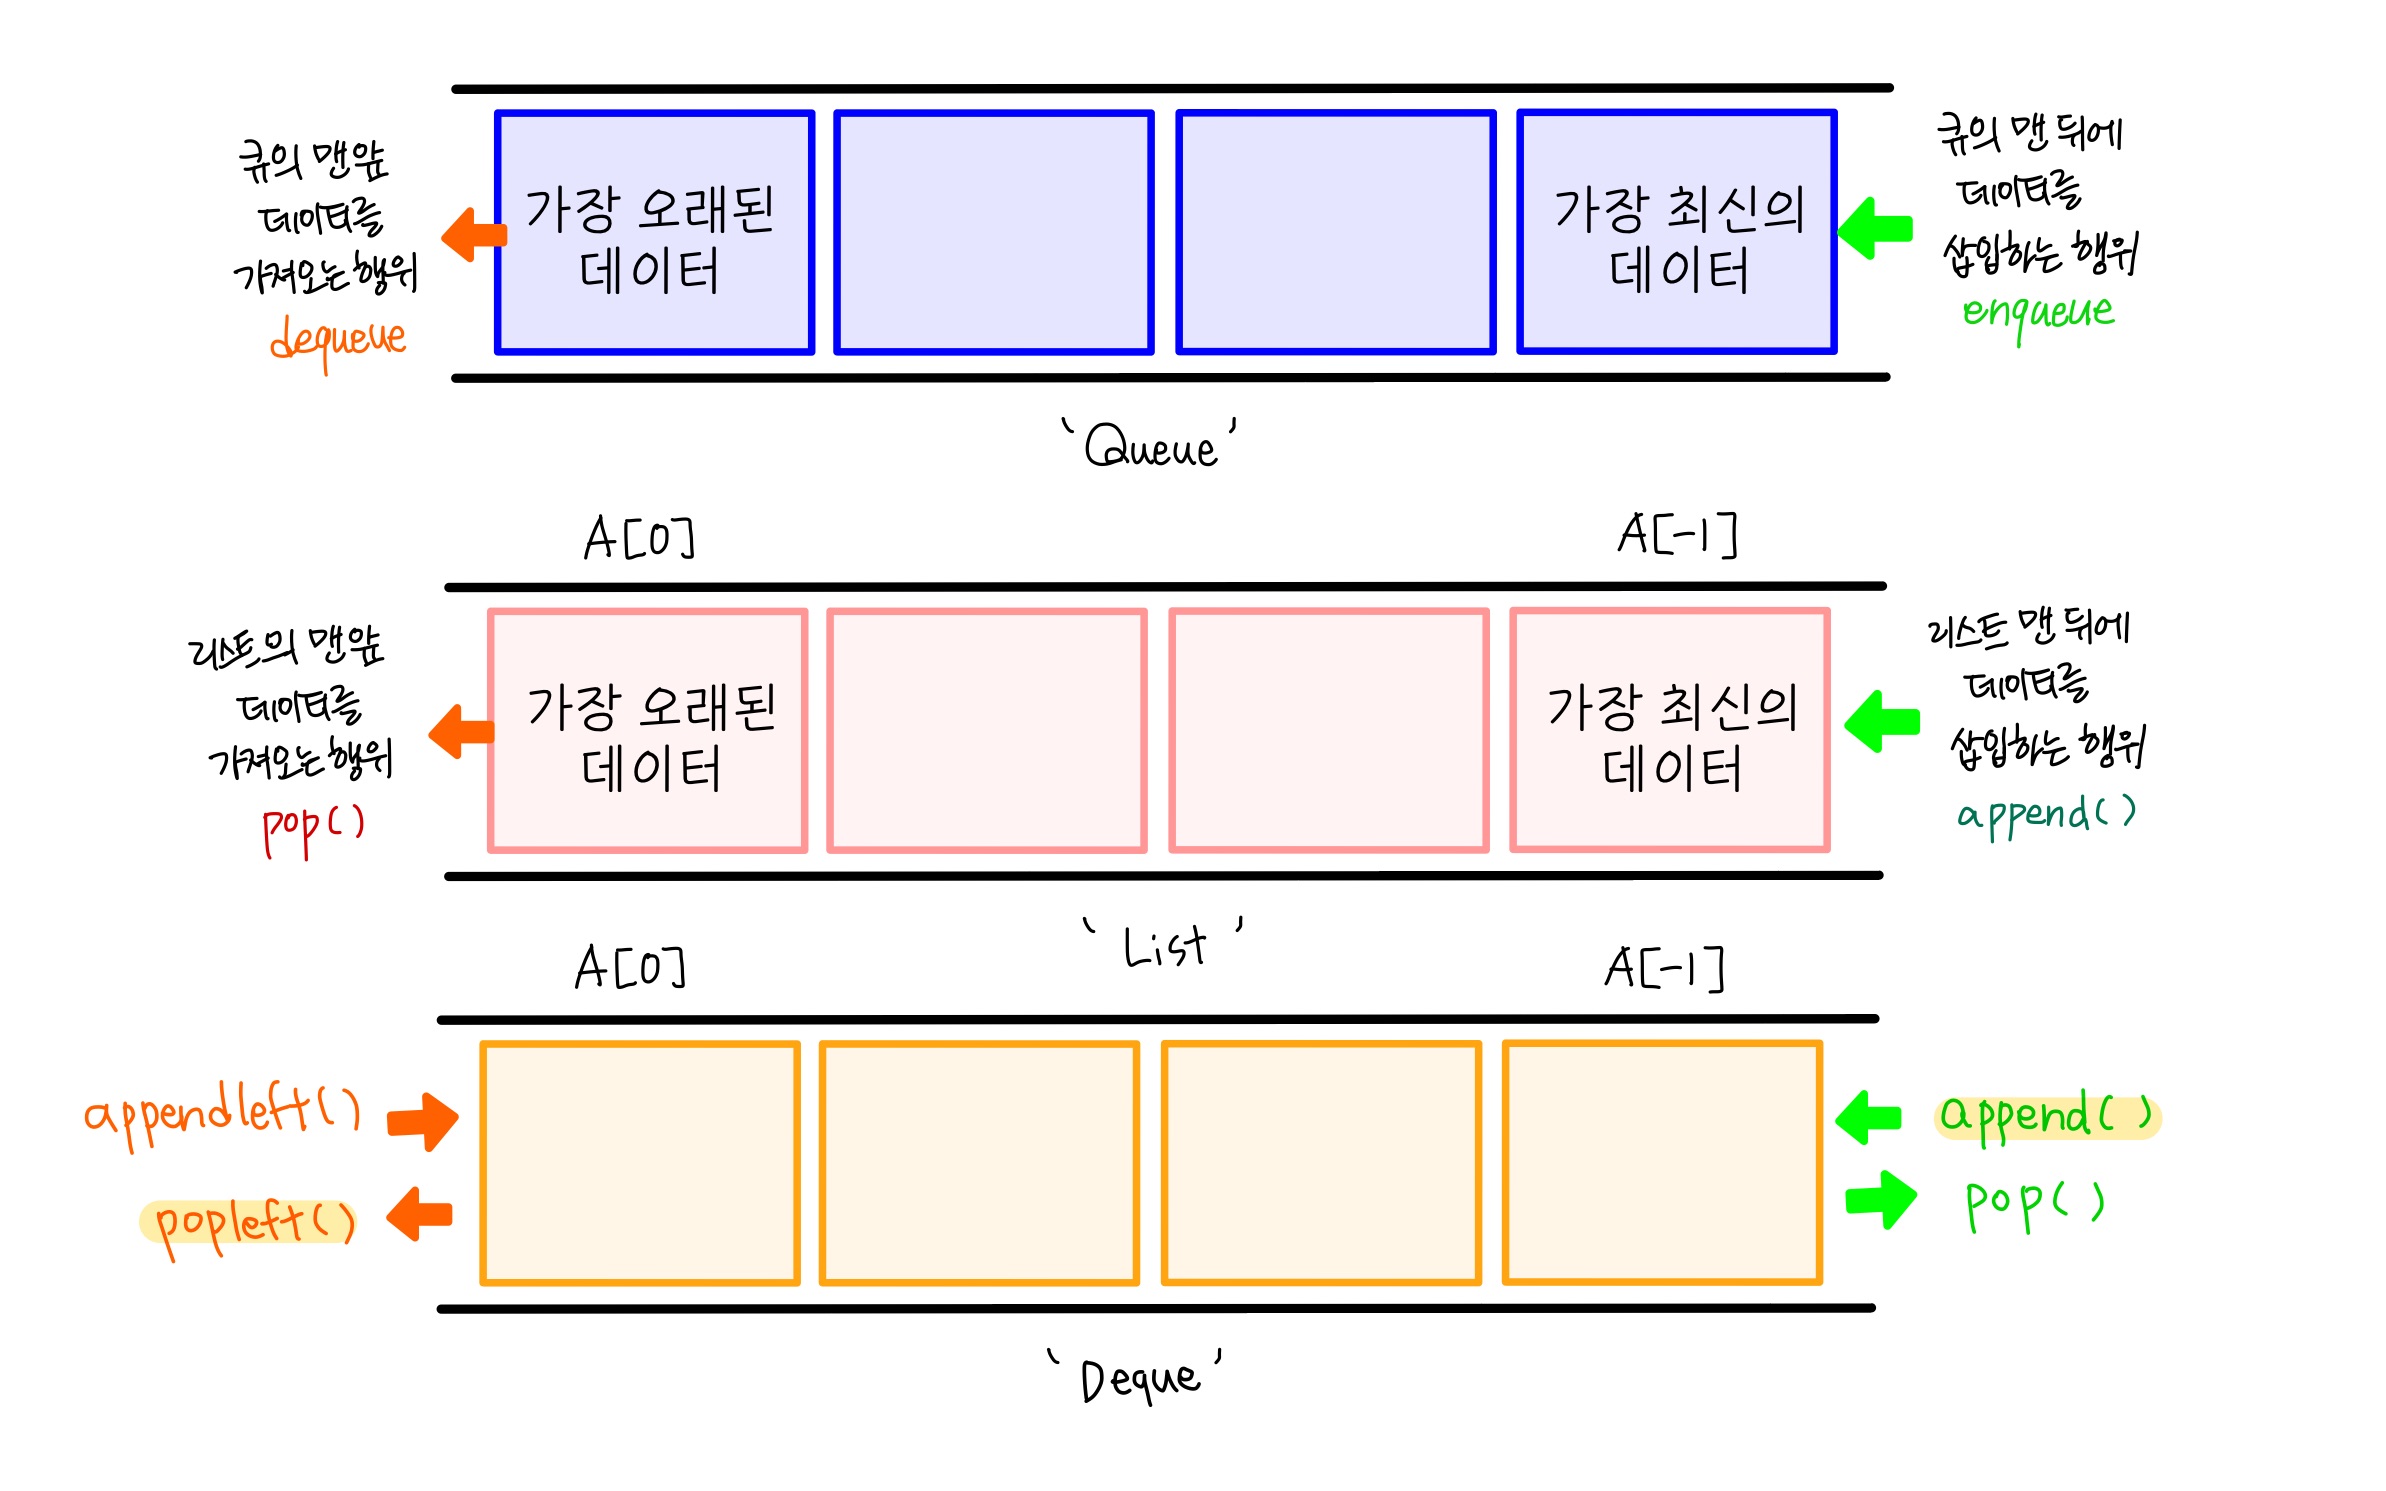 큐의 맨앞
데이터를
가져오는 행위
dequeue
가장 오래된
데이터
가장 최신의
데이터
큐의 맨 뒤에
데이터를
삽입하는 행위
enqueue
'Queue'
A[0]
A[-1]
리스트의 맨앞
데이터를
가져오는 행위
pop()
가장 오래된
데이터
가장 최신의
데이터
리스트 맨 뒤에
데이터를
삽입하는 행위
append()
'List'
A[0]
A[-1]
appendleft()
popleft()
append()
pop()
'Deque'